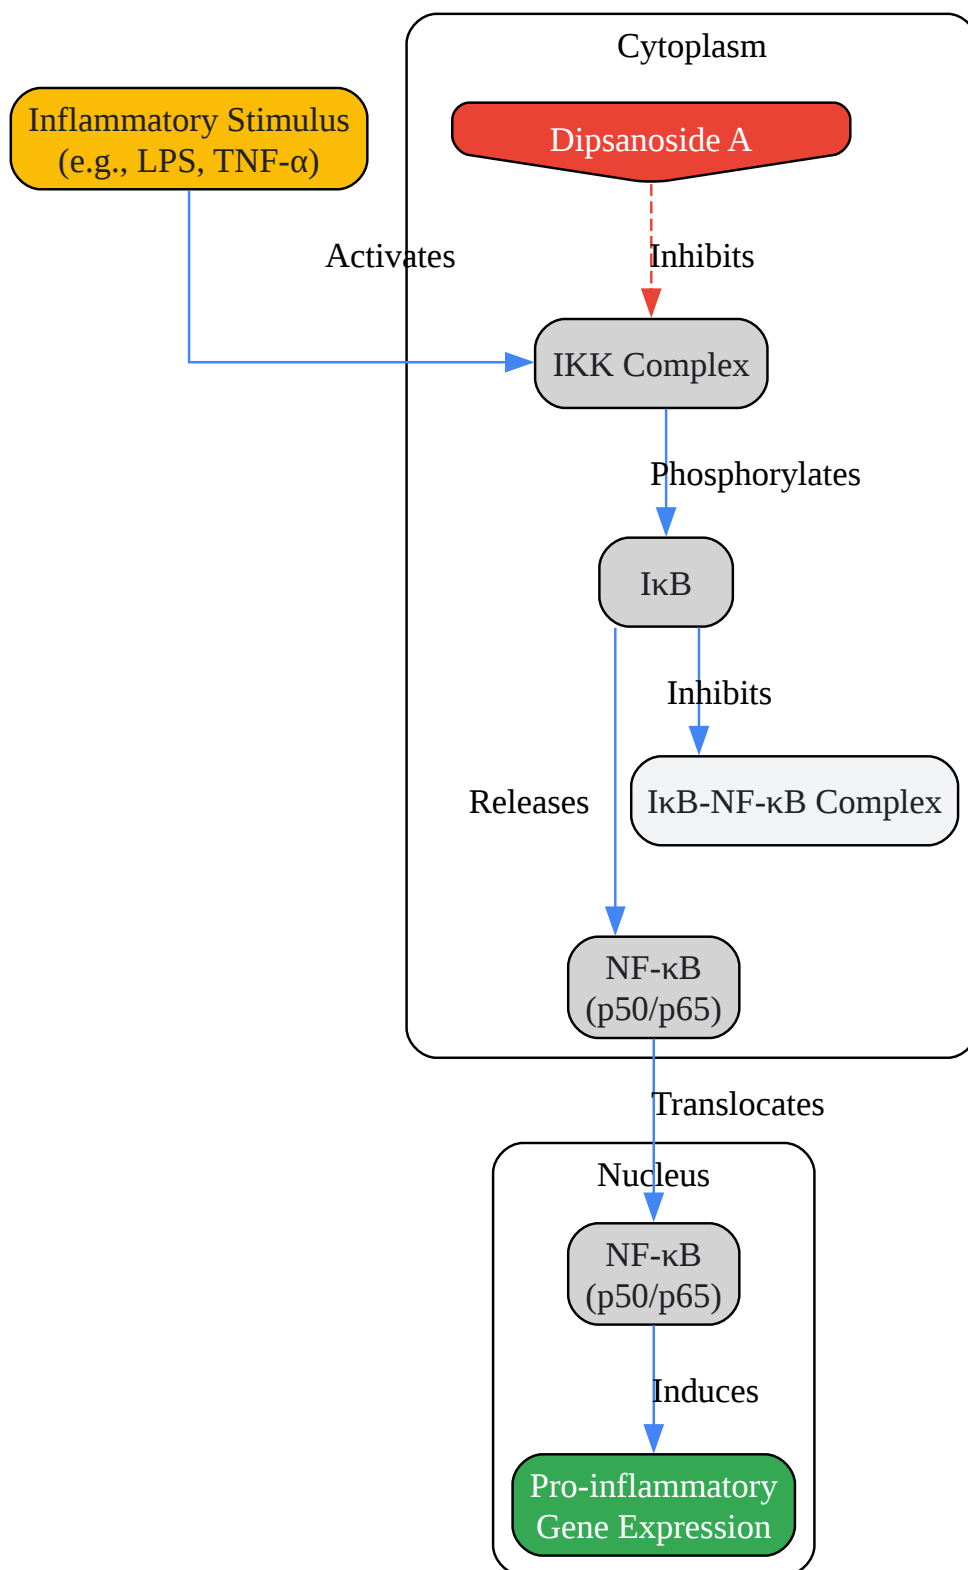 Cytoplasm
Inflammatory Stimulus
(e.g., LPS, TNF-α)
Dipsanoside A
Activates
Inhibits
IKK Complex
Phosphorylates
IκB
Inhibits
Releases
IκB-NF-κB Complex
NF-κB
(p50/p65)
Translocates
Nucleus
NF-κB
(p50/p65)
Induces
Pro-inflammatory
Gene Expression